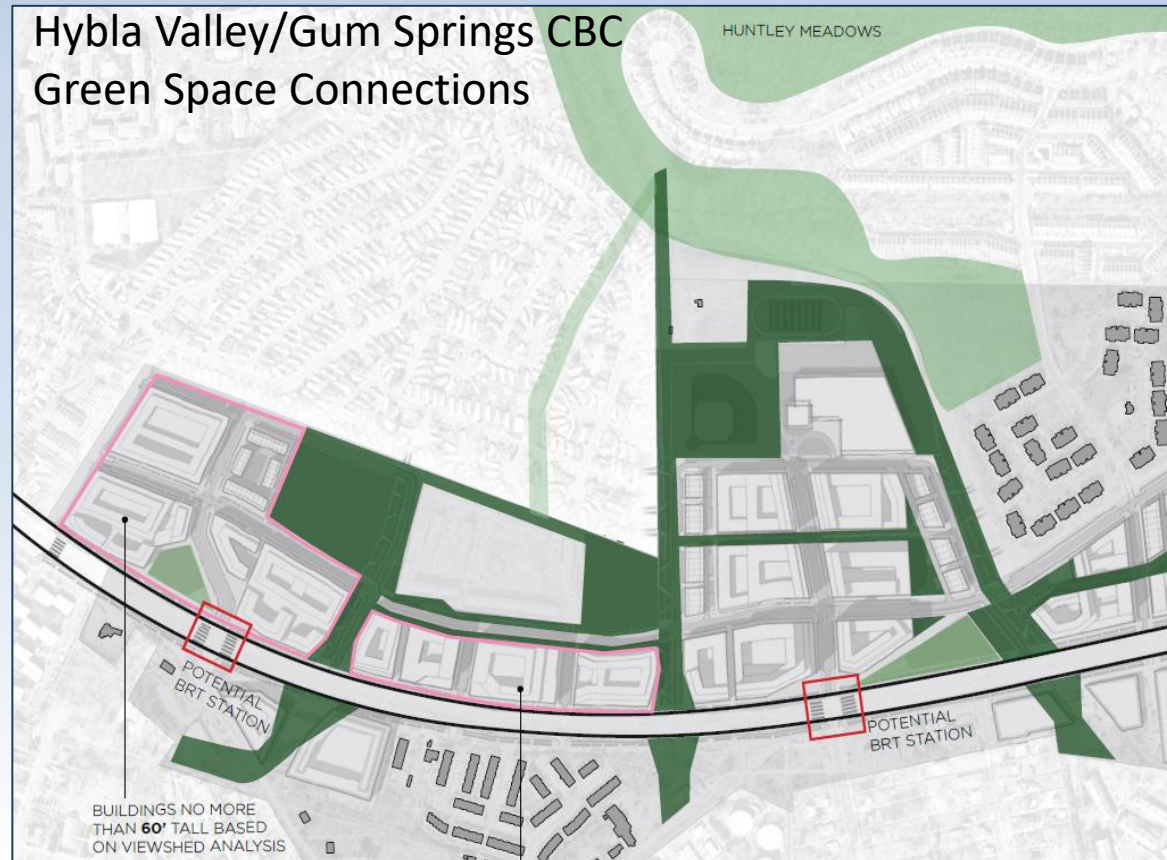 Hybla Valley/Gum Springs CBC
Green Space Connections
HUNTLEY MEADOWS
POTENTIAL
BRT STATION
POTENTIAL
BRT STATION
BUILDINGS NO MORE
THAN 60' TALL BASED
ON VIEWSHED ANALYSIS